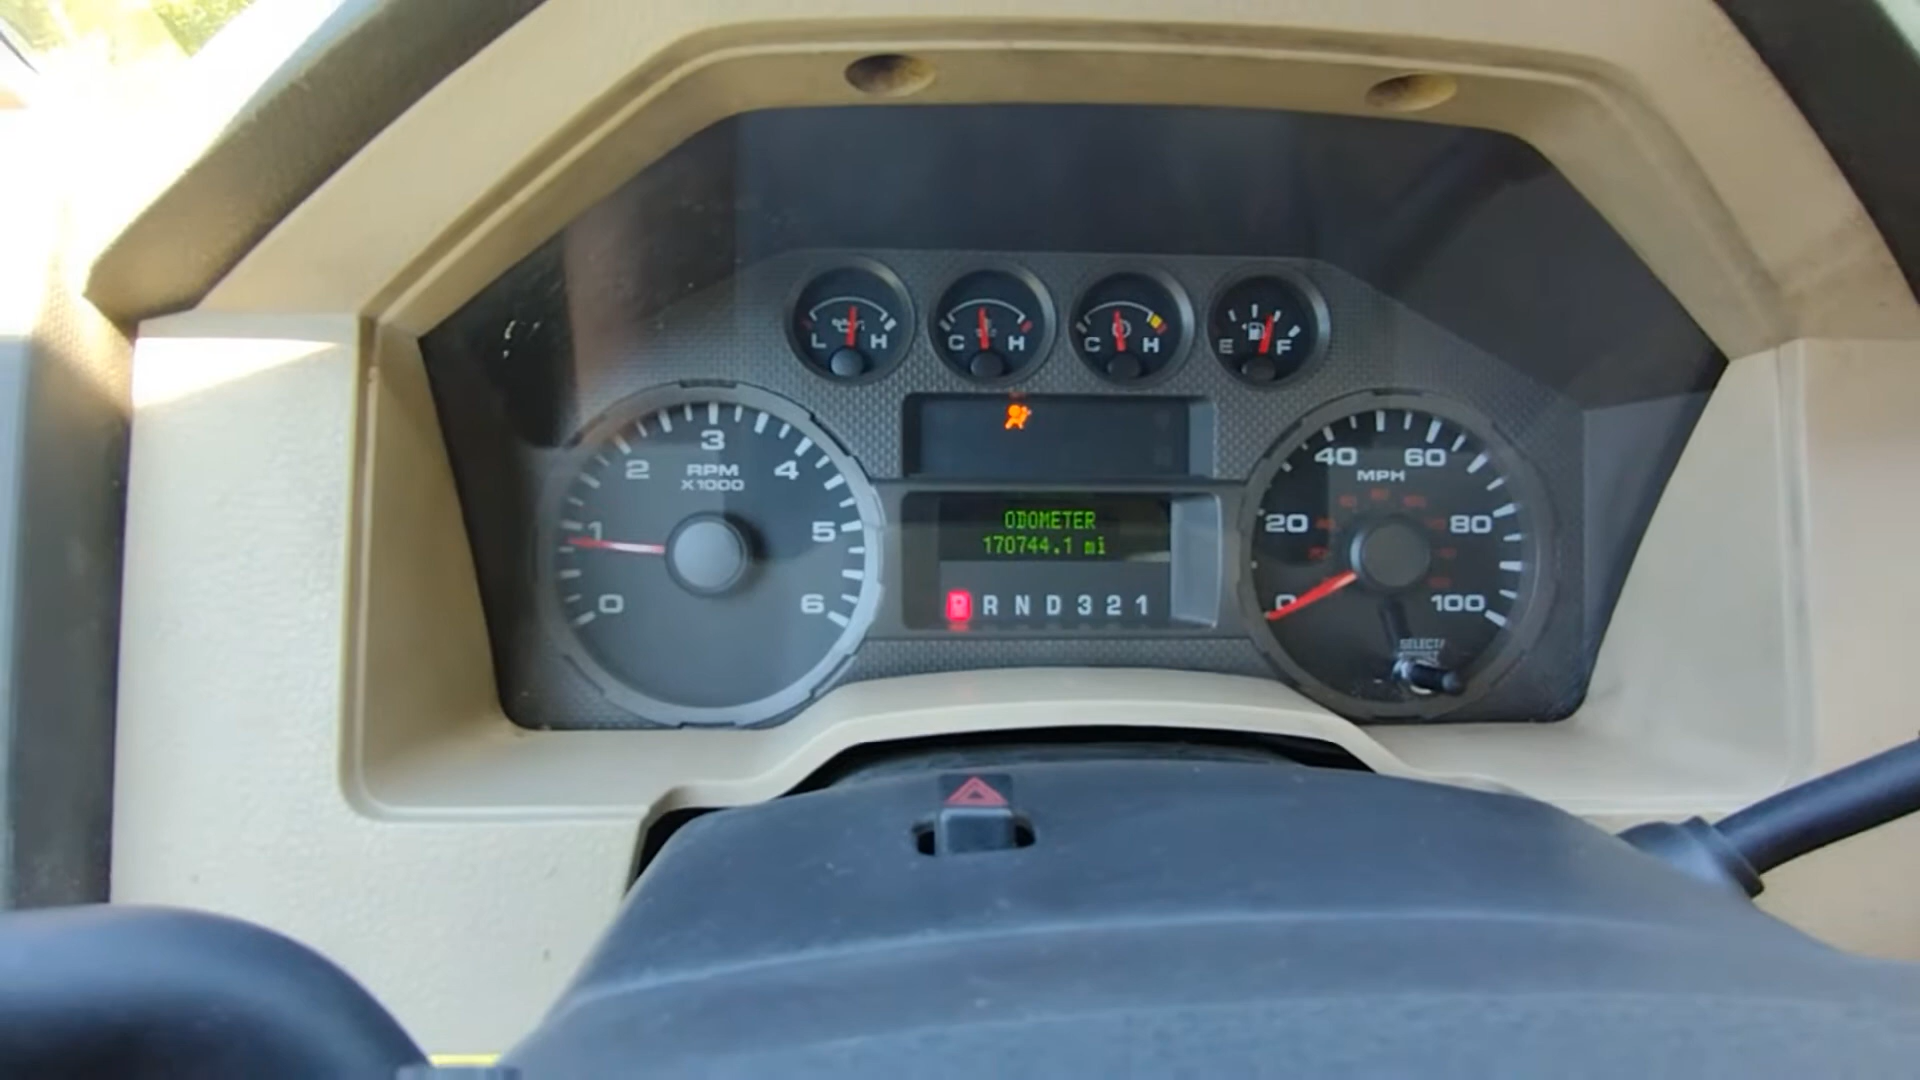 L H
C H
C H
E F
0 1 2 3 4 5 6
RPM
X1000
ODOMETER
170744.1 mi
P R N D 3 2 1
0 20 40 60 80 100
MPH